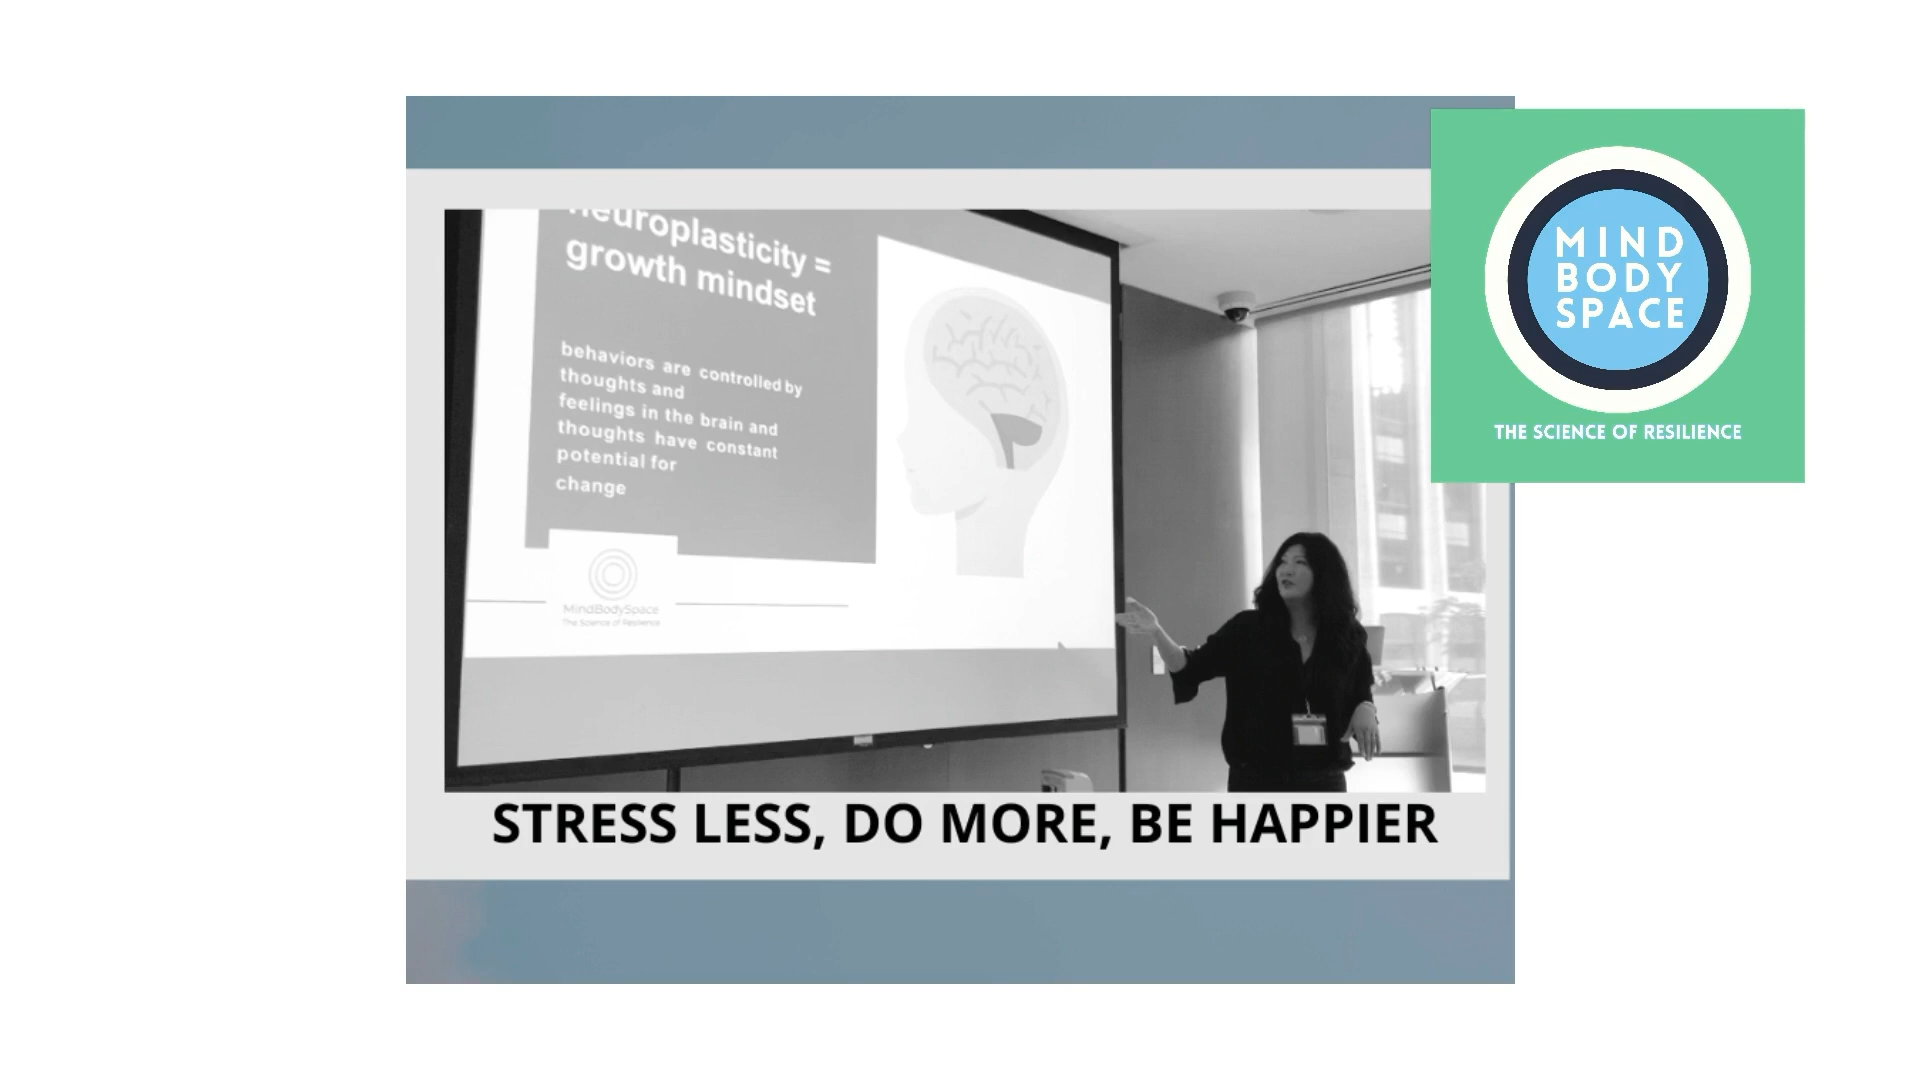 neuroplasticity =
growth mindset
behaviors are controlled by
thoughts and
feelings in the brain and
thoughts have constant
potential for
change
MindBodySpace
The Science of Resilience
MIND
BODY
SPACE
THE SCIENCE OF RESILIENCE
STRESS LESS, DO MORE, BE HAPPIER